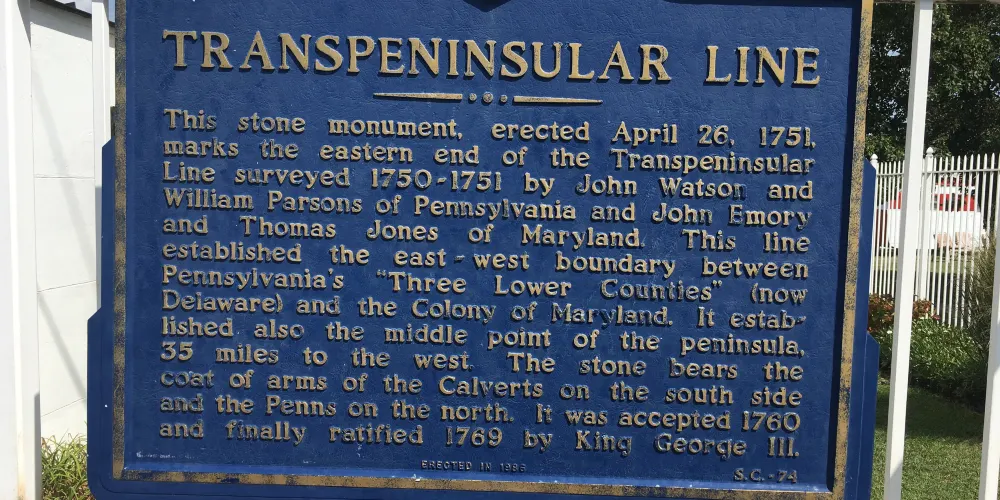 TRANSPENINSULAR LINE
This stone monument, erected April 26, 1751,
marks the eastern end of the Transpeninsular
Line surveyed 1750-1751 by John Watson and
William Parsons of Pennsylvania and John Emory
and Thomas Jones of Maryland. This line
established the east-west boundary between
Pennsylvania's "Three Lower Counties" (now
Delaware) and the Colony of Maryland. It estab-
lished also the middle point of the peninsula,
35 miles to the west. The stone bears the
coat of arms of the Calverts on the south side
and the Penns on the north. It was accepted 1760
and finally ratified 1769 by King George III.
ERECTED IN 1986
S.C.-74